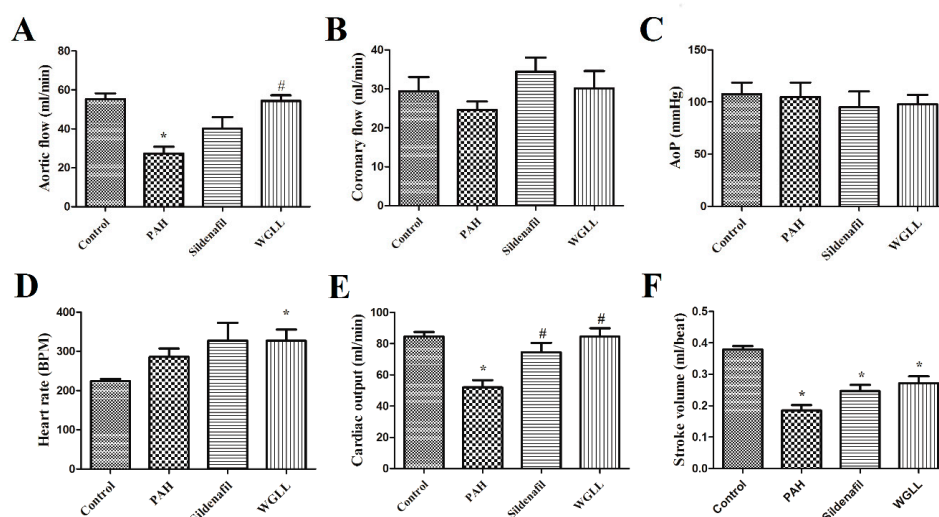 A
Aortic flow (ml/min)
80
60
40
20
0
*
#
Control
PAH
Sildenafil
WGLL
B
Coronary flow (ml/min)
40
30
20
10
0
Control
PAH
Sildenafil
WGLL
C
AoP (mmHg)
150
100
50
0
Control
PAH
Sildenafil
WGLL
D
Heart rate (BPM)
400
300
200
100
0
*
Control
PAH
Sildenafil
WGLL
E
Cardiac output (ml/min)
100
80
60
40
20
0
*
#
#
Control
PAH
Sildenafil
WGLL
F
Stroke volume (ml/beat)
0.5
0.4
0.3
0.2
0.1
0.0
*
*
*
Control
PAH
Sildenafil
WGLL